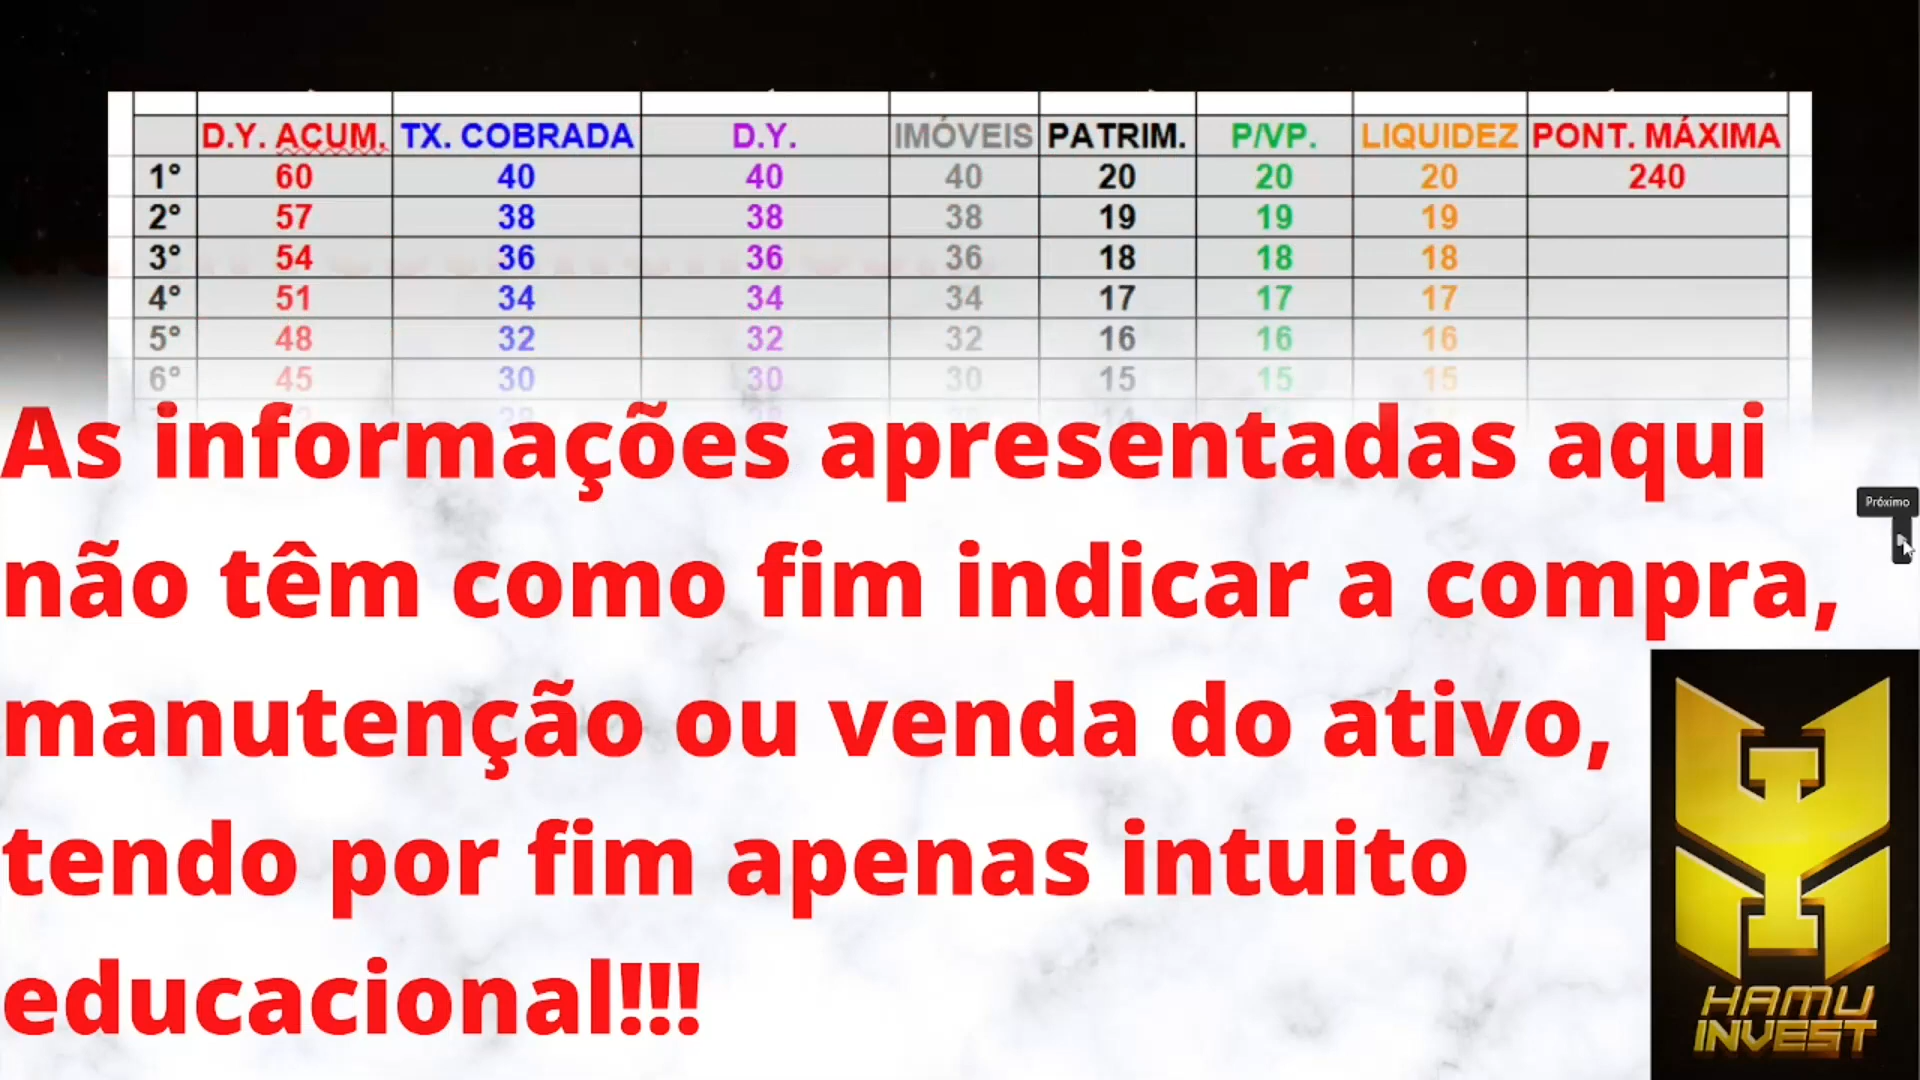 D.Y. ACUM. TX. COBRADA D.Y. IMÓVEIS PATRIM. P/VP. LIQUIDEZ PONT. MÁXIMA
1° 60 40 40 40 20 20 20 240
2° 57 38 38 38 19 19 19
3° 54 36 36 36 18 18 18
4° 51 34 34 34 17 17 17
5° 48 32 32 32 16 16 16
6° 45 30 30 30 15 15 15
As informações apresentadas aqui
não têm como fim indicar a compra,
manutenção ou venda do ativo,
tendo por fim apenas intuito
educacional!!!
Próximo
HAMU
INVEST